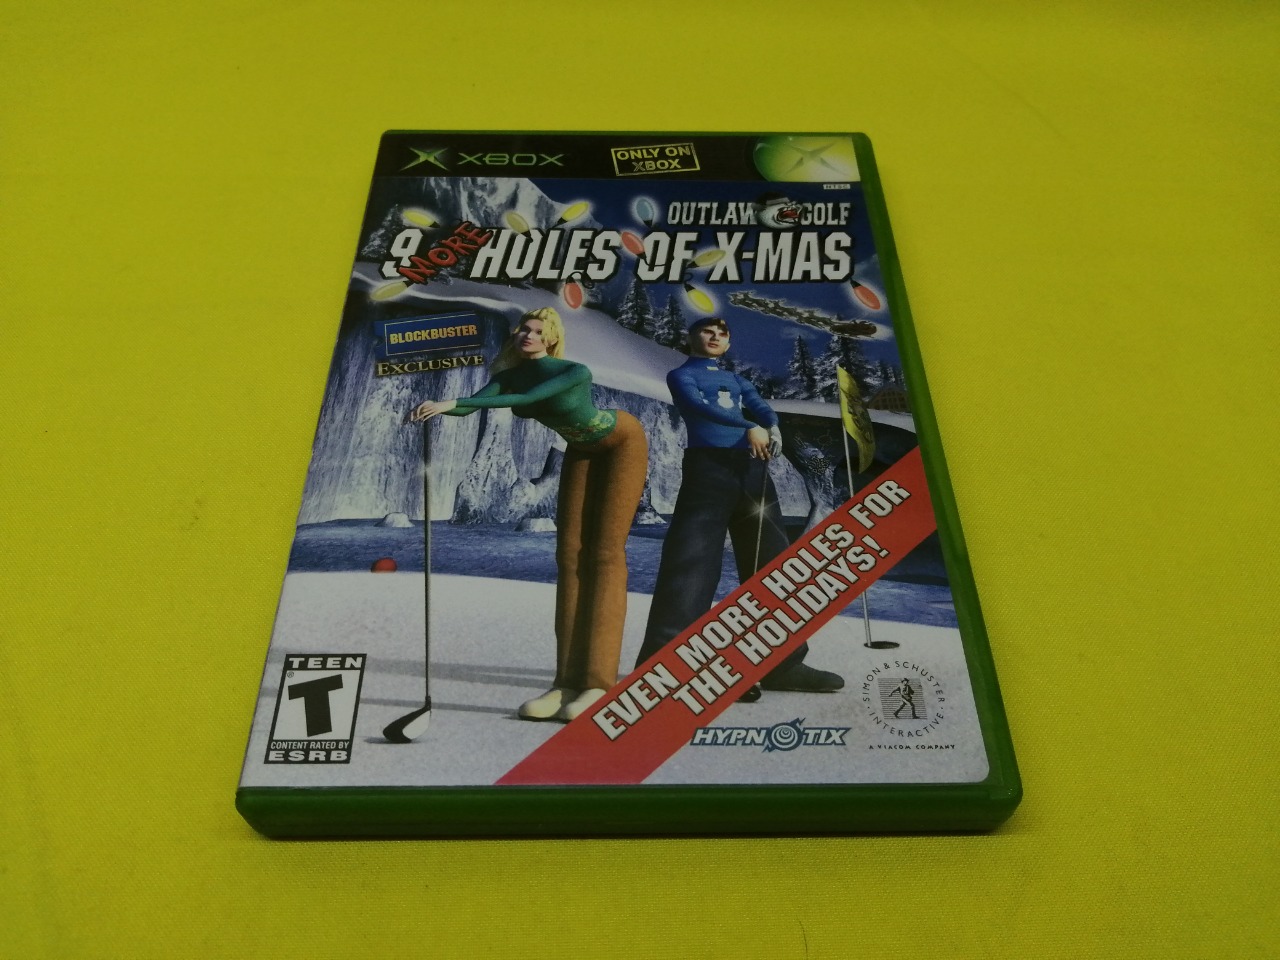 XBOX
ONLY ON
XBOX
NTSC
OUTLAW GOLF
9 MORE HOLES OF X-MAS
BLOCKBUSTER
EXCLUSIVE
EVEN MORE HOLES FOR
THE HOLIDAYS!
TEEN
T
®
CONTENT RATED BY
ESRB
HYPNOTIX
SIMON & SCHUSTER
· INTERACTIVE ·
A VIACOM COMPANY